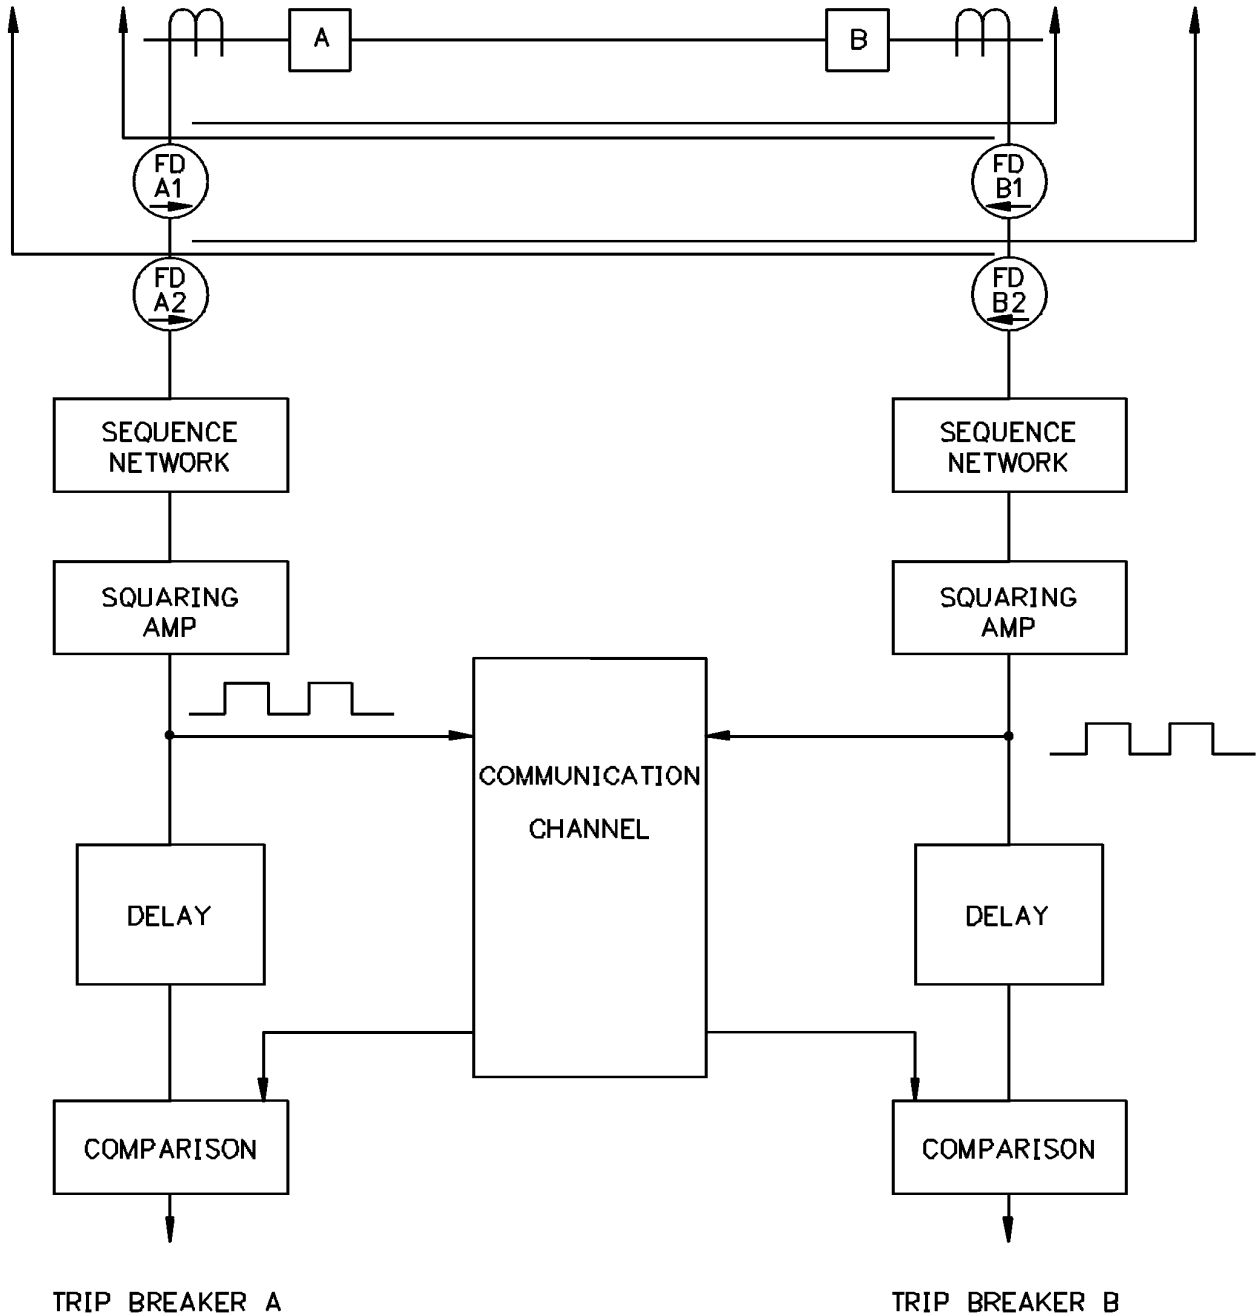 A
B
FD
A1
FD
B1
FD
A2
FD
B2
SEQUENCE
NETWORK
SEQUENCE
NETWORK
SQUARING
AMP
SQUARING
AMP
COMMUNICATION
CHANNEL
DELAY
DELAY
COMPARISON
COMPARISON
TRIP BREAKER A
TRIP BREAKER B